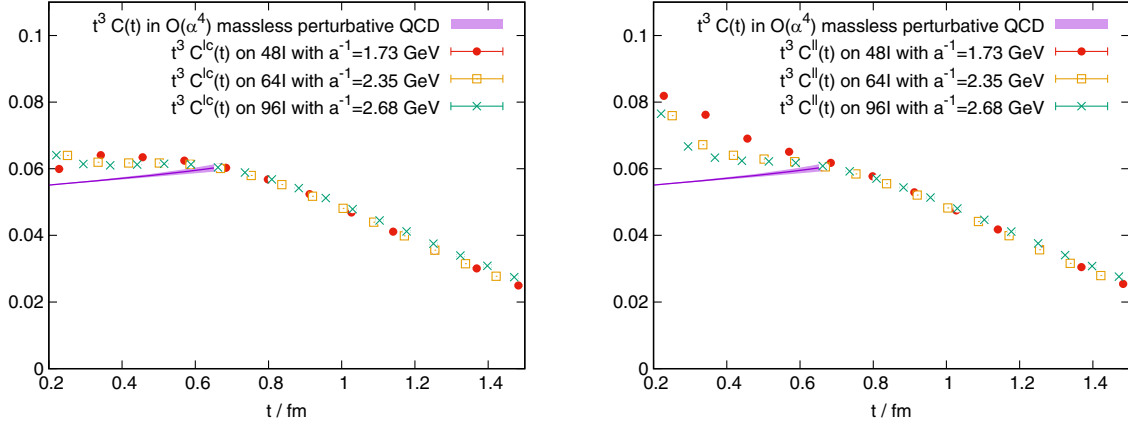 t³ C(t) in O(α⁴) massless perturbative QCD
t³ Cˡᶜ(t) on 48I with a⁻¹=1.73 GeV
t³ Cˡᶜ(t) on 64I with a⁻¹=2.35 GeV
t³ Cˡᶜ(t) on 96I with a⁻¹=2.68 GeV
0.1
0.08
0.06
0.04
0.02
0
0.2 0.4 0.6 0.8 1 1.2 1.4
t / fm
t³ C(t) in O(α⁴) massless perturbative QCD
t³ Cˡˡ(t) on 48I with a⁻¹=1.73 GeV
t³ Cˡˡ(t) on 64I with a⁻¹=2.35 GeV
t³ Cˡˡ(t) on 96I with a⁻¹=2.68 GeV
0.1
0.08
0.06
0.04
0.02
0
0.2 0.4 0.6 0.8 1 1.2 1.4
t / fm